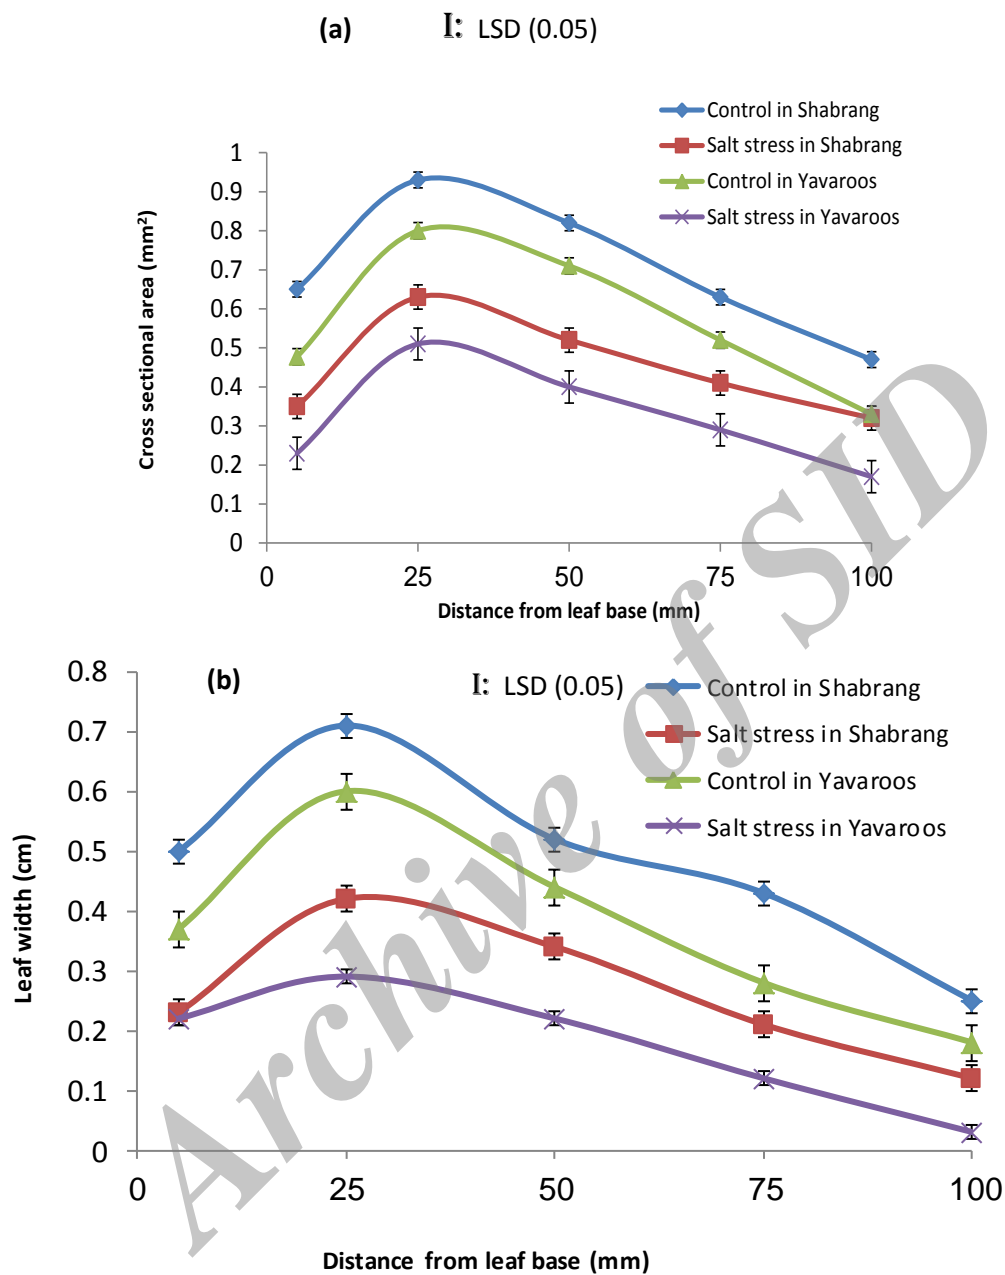 (a) I: LSD (0.05)
Control in Shabrang
Salt stress in Shabrang
Control in Yavaroos
Salt stress in Yavaroos
1
0.9
0.8
0.7
0.6
0.5
0.4
0.3
0.2
0.1
0
Cross sectional area (mm²)
0 25 50 75 100
Distance from leaf base (mm)
(b) I: LSD (0.05)
Control in Shabrang
Salt stress in Shabrang
Control in Yavaroos
Salt stress in Yavaroos
0.8
0.7
0.6
0.5
0.4
0.3
0.2
0.1
0
Leaf width (cm)
0 25 50 75 100
Distance from leaf base (mm)
Archive of SID